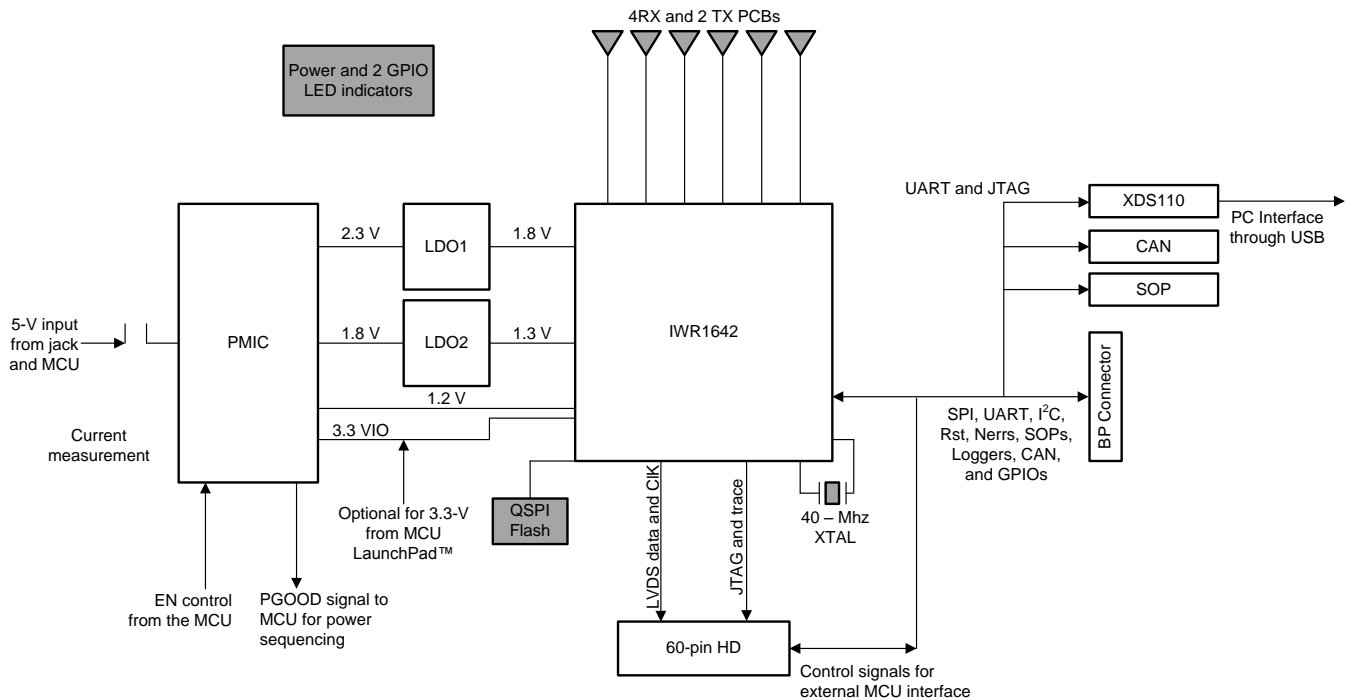 4RX and 2 TX PCBs
Power and 2 GPIO
LED indicators
UART and JTAG
XDS110
PC Interface
through USB
CAN
SOP
2.3 V
LDO1
1.8 V
5-V input
from jack
and MCU
PMIC
1.8 V
LDO2
1.3 V
IWR1642
1.2 V
3.3 VIO
Current
measurement
SPI, UART, I²C,
Rst, Nerrs, SOPs,
Loggers, CAN,
and GPIOs
BP Connector
Optional for 3.3-V
from MCU
LaunchPad™
QSPI
Flash
LVDS data and ClK
JTAG and trace
40 – Mhz
XTAL
EN control
from the MCU
PGOOD signal to
MCU for power
sequencing
60-pin HD
Control signals for
external MCU interface